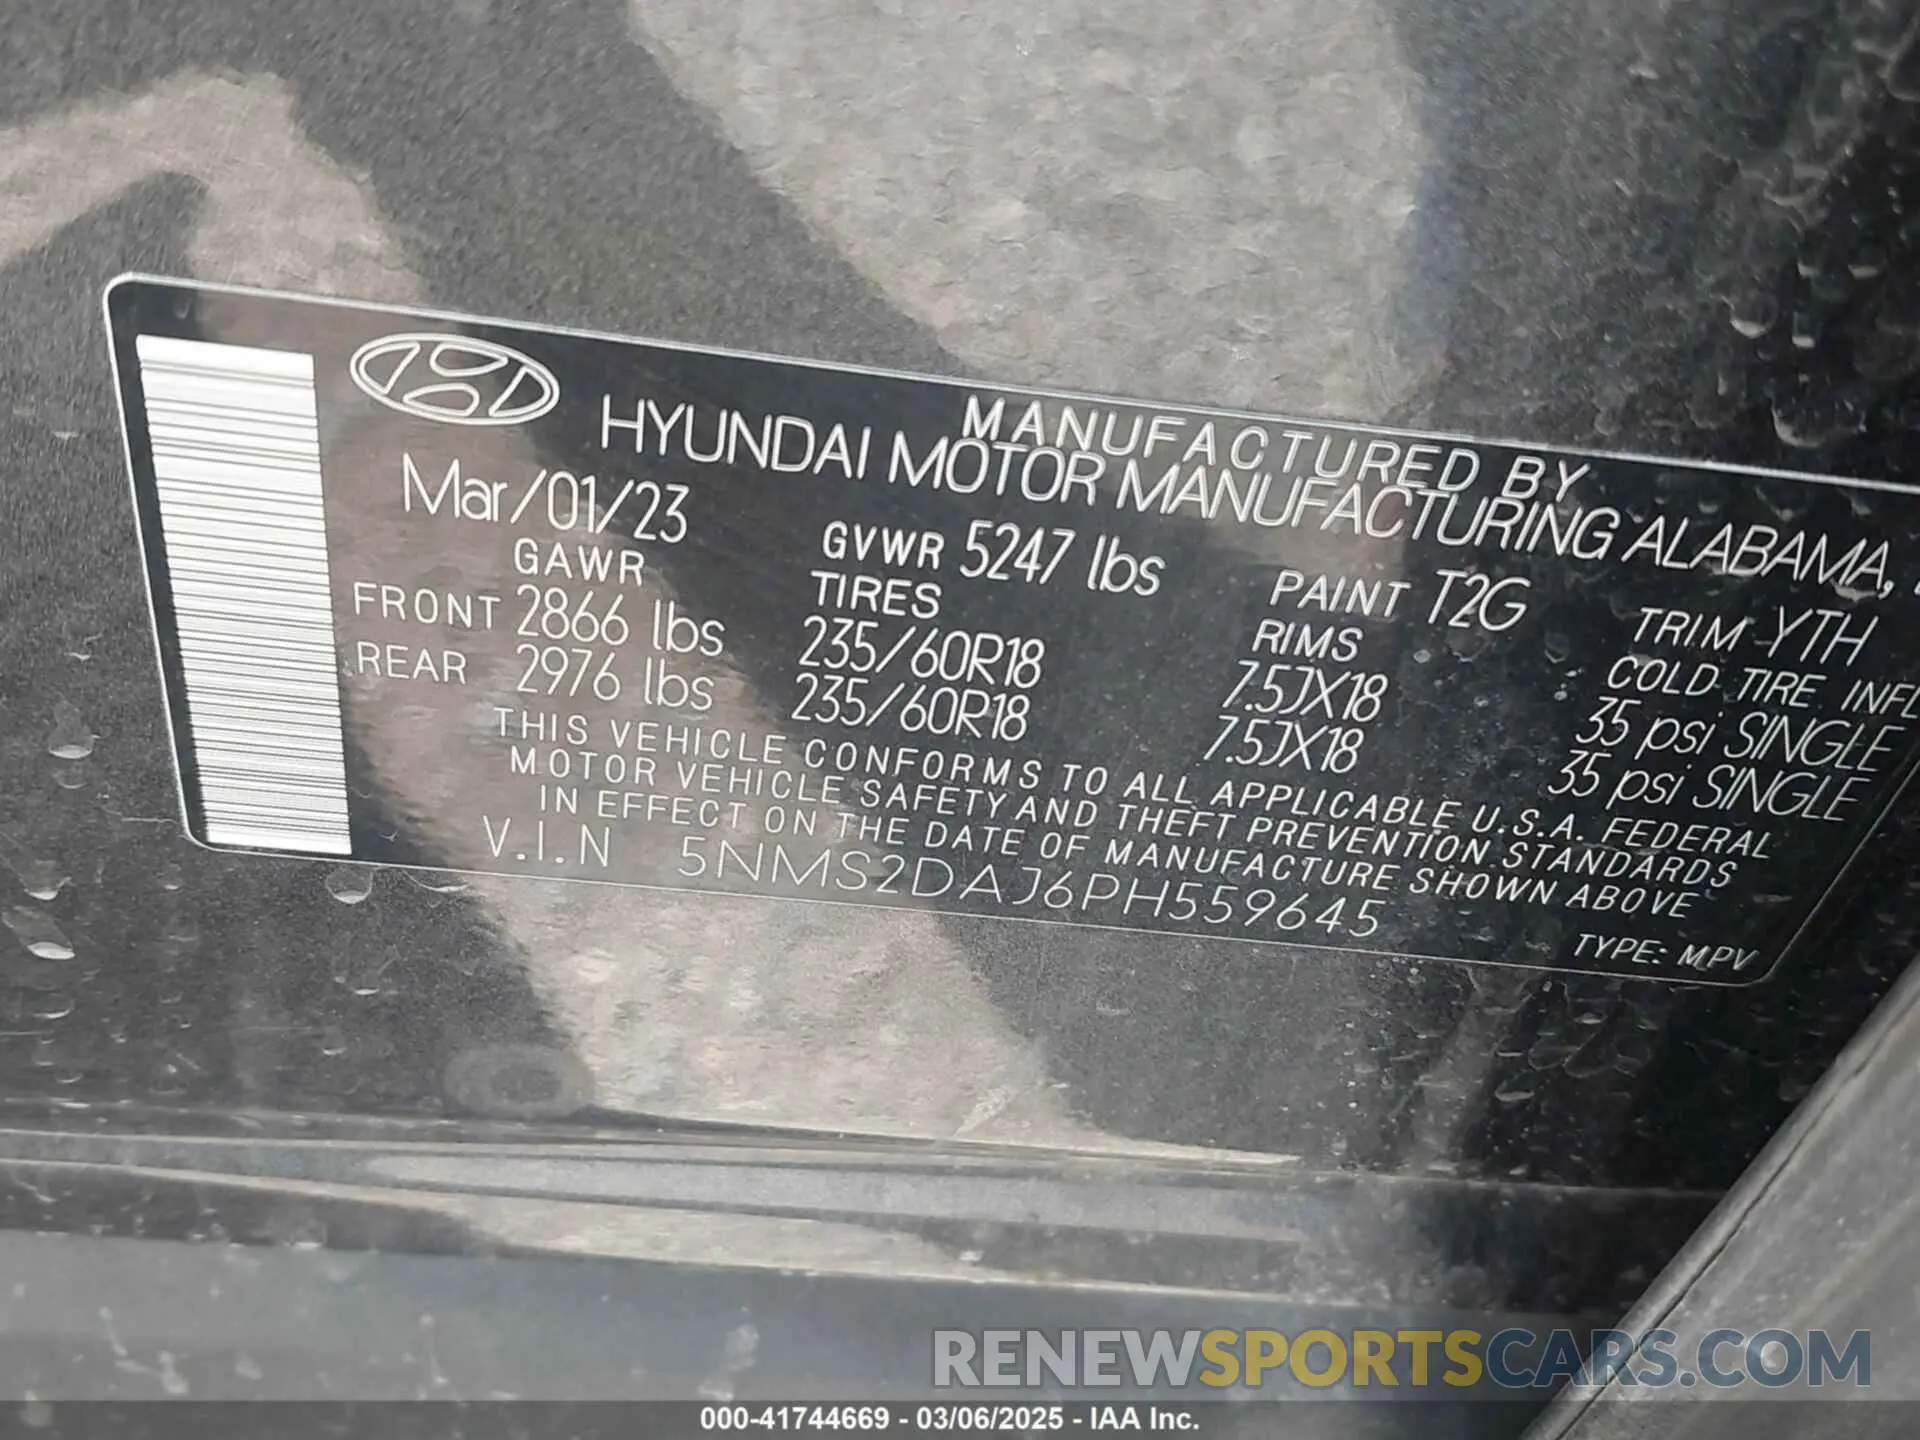 MANUFACTURED BY
HYUNDAI MOTOR MANUFACTURING ALABAMA,
Mar/01/23 GVWR 5247 lbs PAINT T2G TRIM YTH
GAWR TIRES RIMS COLD TIRE INFL
FRONT 2866 lbs 235/60R18 7.5JX18 35 psi SINGLE
REAR 2976 lbs 235/60R18 7.5JX18 35 psi SINGLE
THIS VEHICLE CONFORMS TO ALL APPLICABLE U.S.A. FEDERAL
MOTOR VEHICLE SAFETY AND THEFT PREVENTION STANDARDS
IN EFFECT ON THE DATE OF MANUFACTURE SHOWN ABOVE
V.I.N 5NMS2DAJ6PH559645
TYPE: MPV
RENEWSPORTSCARS.COM
000-41744669 - 03/06/2025 - IAA Inc.